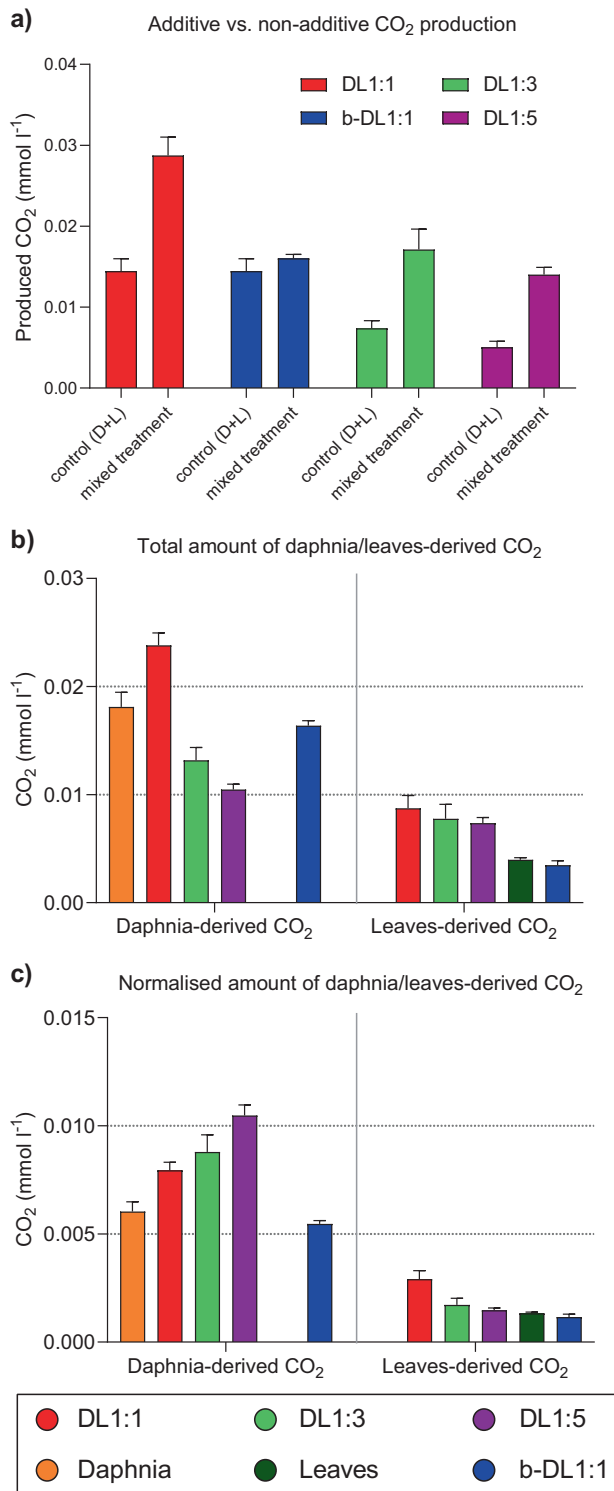 a)
Additive vs. non-additive CO₂ production
Produced CO₂ (mmol l⁻¹)
0.04
0.03
0.02
0.01
0.00
DL1:1
DL1:3
b-DL1:1
DL1:5
control (D+L)
mixed treatment
control (D+L)
mixed treatment
control (D+L)
mixed treatment
control (D+L)
mixed treatment
b)
Total amount of daphnia/leaves-derived CO₂
CO₂ (mmol l⁻¹)
0.03
0.02
0.01
0.00
Daphnia-derived CO₂
Leaves-derived CO₂
c)
Normalised amount of daphnia/leaves-derived CO₂
CO₂ (mmol l⁻¹)
0.015
0.010
0.005
0.000
Daphnia-derived CO₂
Leaves-derived CO₂
DL1:1
DL1:3
DL1:5
Daphnia
Leaves
b-DL1:1